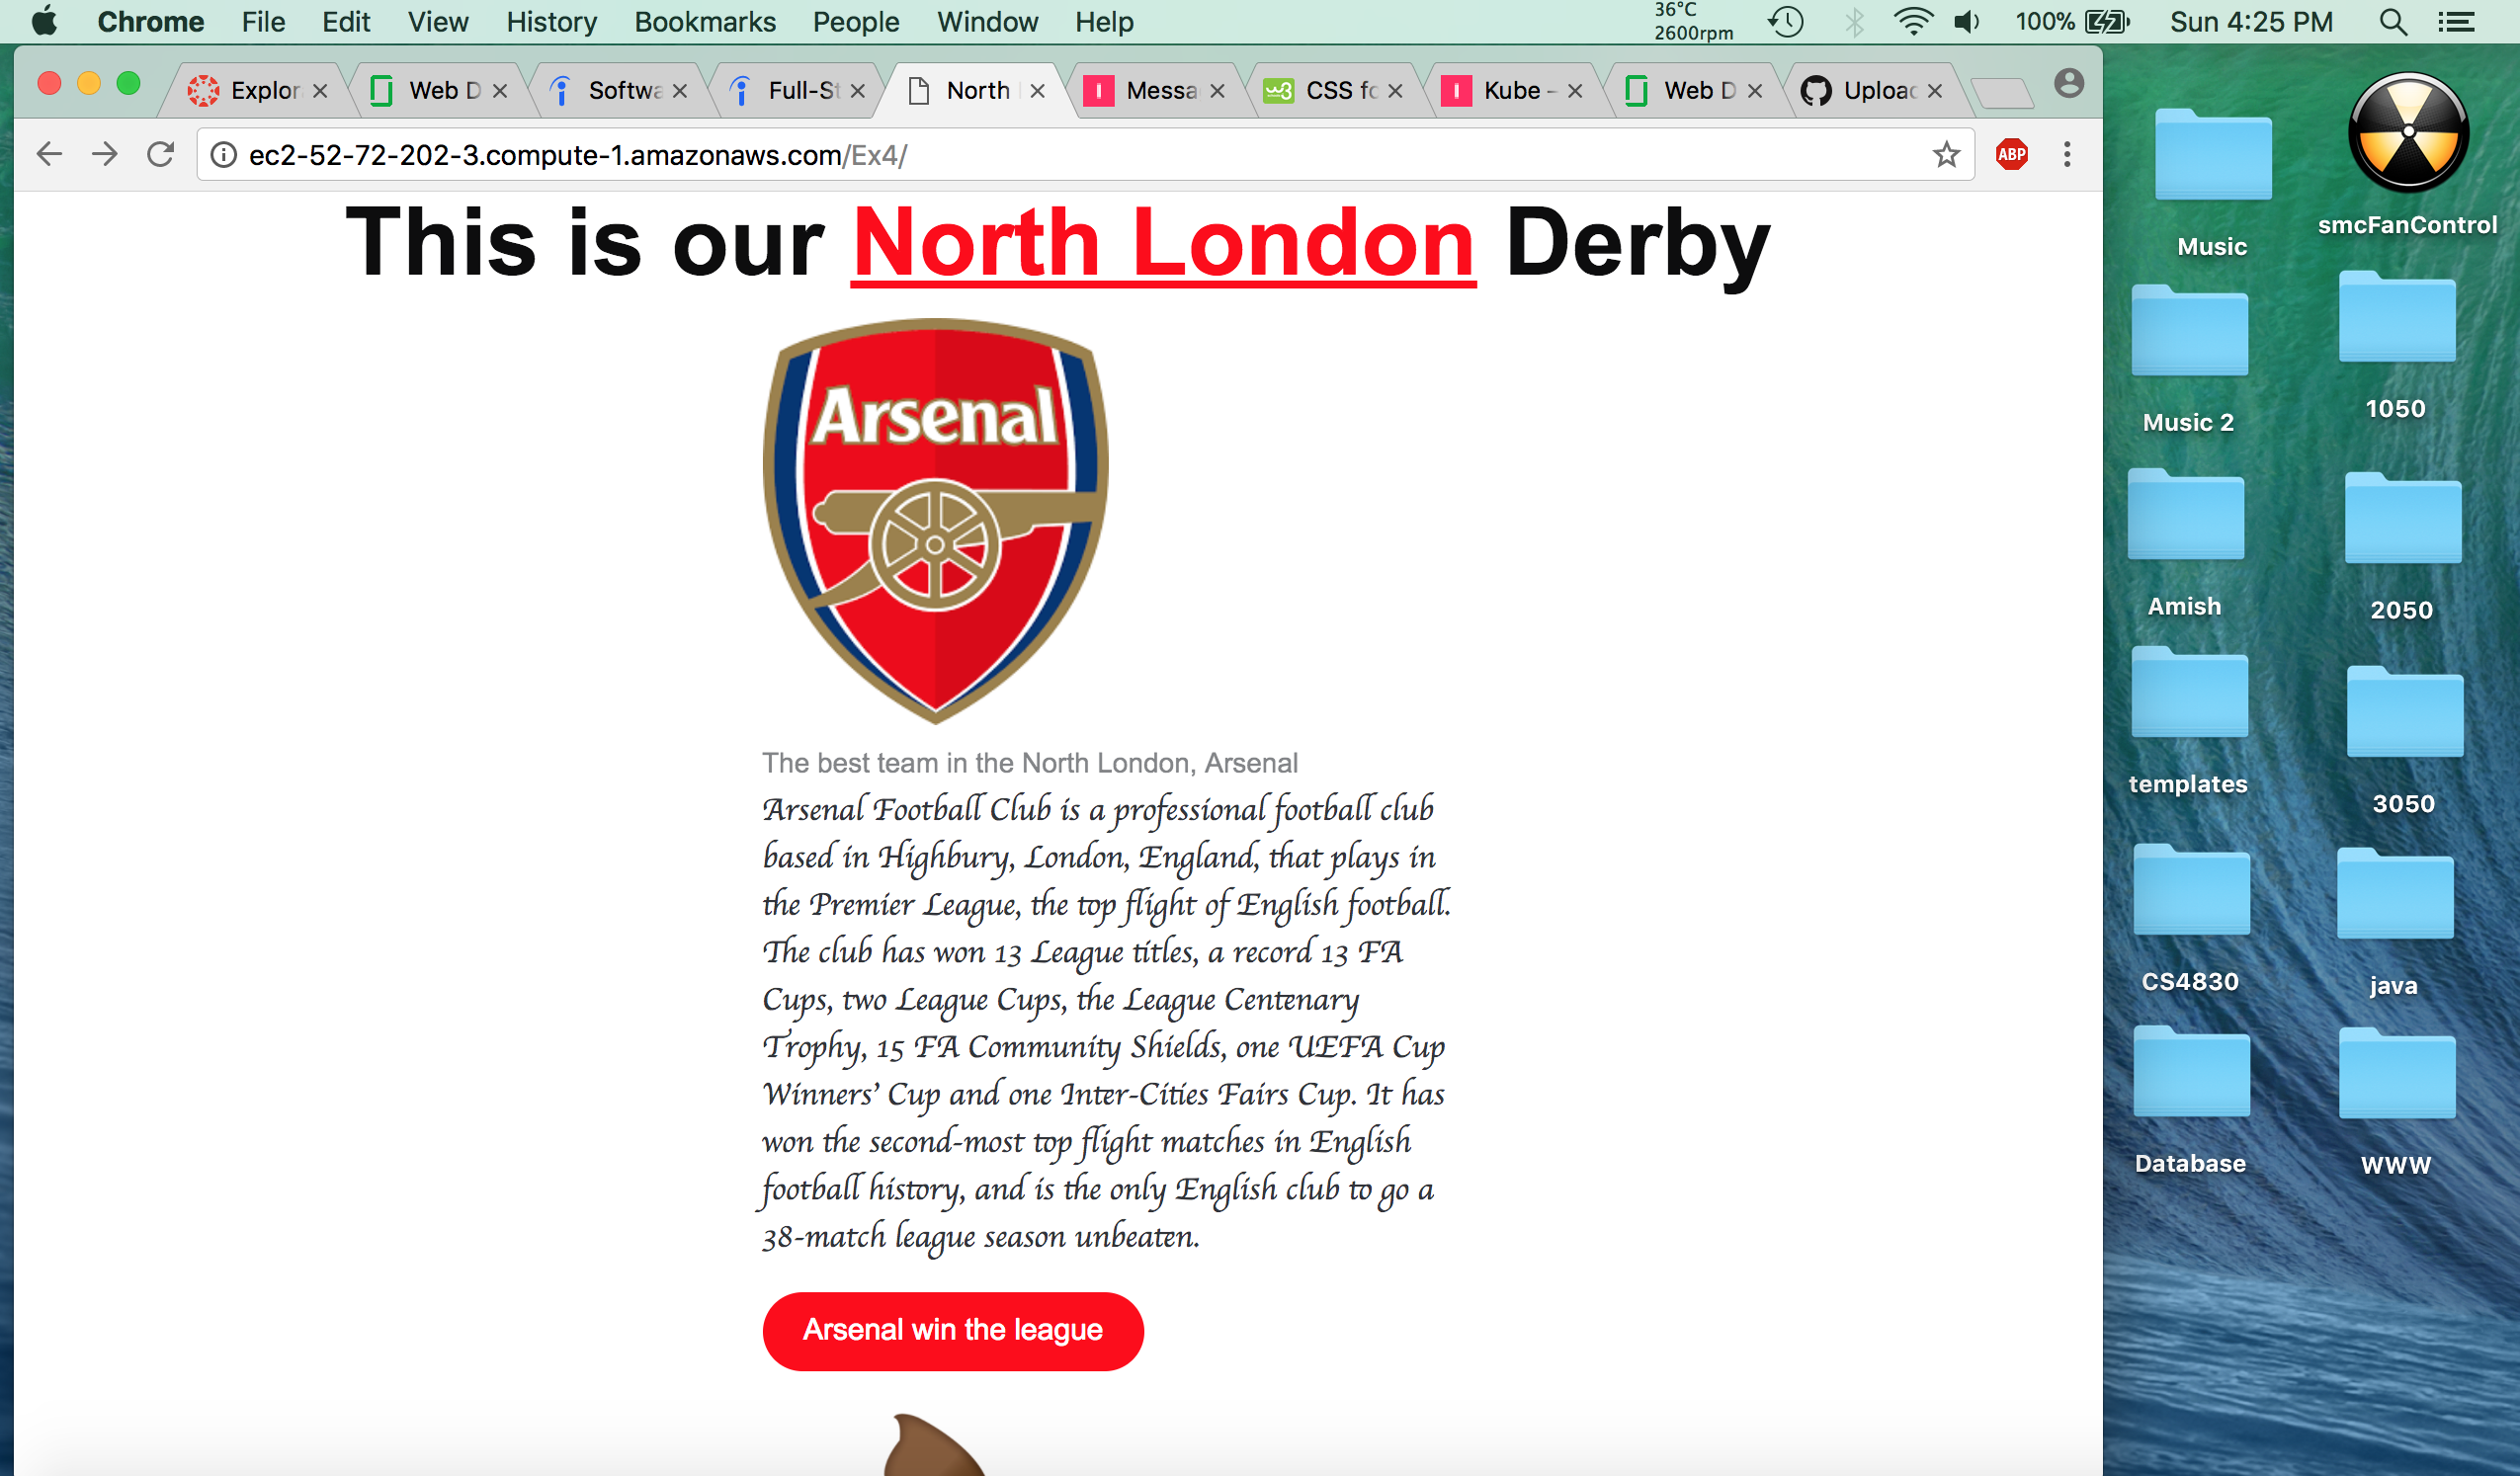 Chrome File Edit View History Bookmarks People Window Help 36°C 2600rpm 100% Sun 4:25 PM
Explor Web D Softwa Full-St North Messa CSS fo Kube - Web D Upload
ec2-52-72-202-3.compute-1.amazonaws.com/Ex4/ ABP
This is our North London Derby
Arsenal
The best team in the North London, Arsenal
Arsenal Football Club is a professional football club
based in Highbury, London, England, that plays in
the Premier League, the top flight of English football.
The club has won 13 League titles, a record 13 FA
Cups, two League Cups, the League Centenary
Trophy, 15 FA Community Shields, one UEFA Cup
Winners' Cup and one Inter-Cities Fairs Cup. It has
won the second-most top flight matches in English
football history, and is the only English club to go a
38-match league season unbeaten.
Arsenal win the league
Music
smcFanControl
Music 2
1050
Amish
2050
templates
3050
CS4830
java
Database
WWW